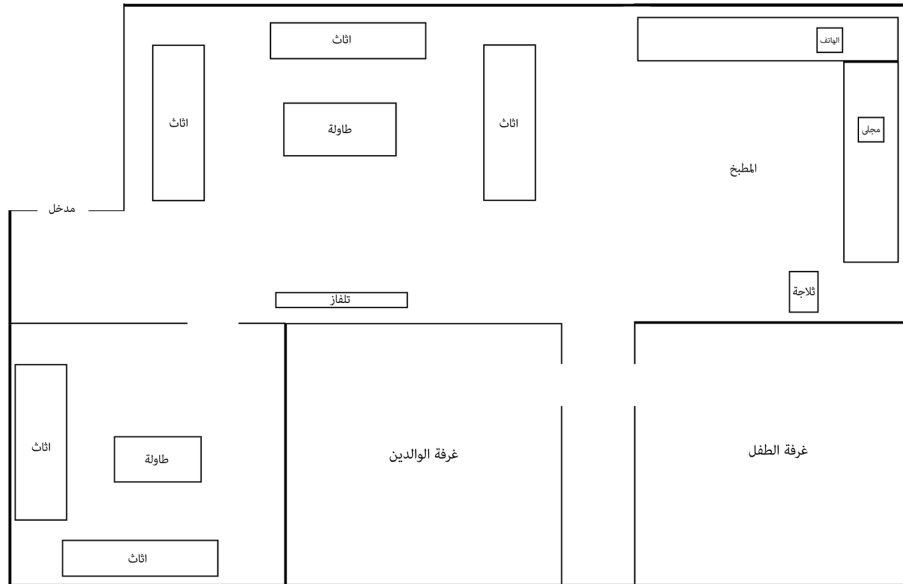 اثاث
الهاتف
اثاث
طاولة
اثاث
مجلى
المطبخ
مدخل
ثلاجة
تلفاز
اثاث
طاولة
غرفة الوالدين
غرفة الطفل
اثاث